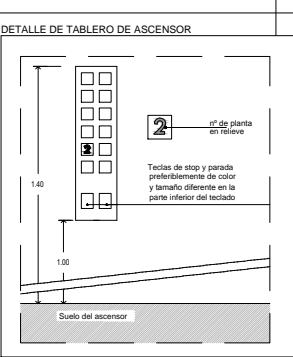 DETALLE DE TABLERO DE ASCENSOR
2
nº de planta
en relieve
2
Teclas de stop y parada
preferiblemente de color
y tamaño diferente en la
parte inferior del teclado
1.40
1.00
Suelo del ascensor